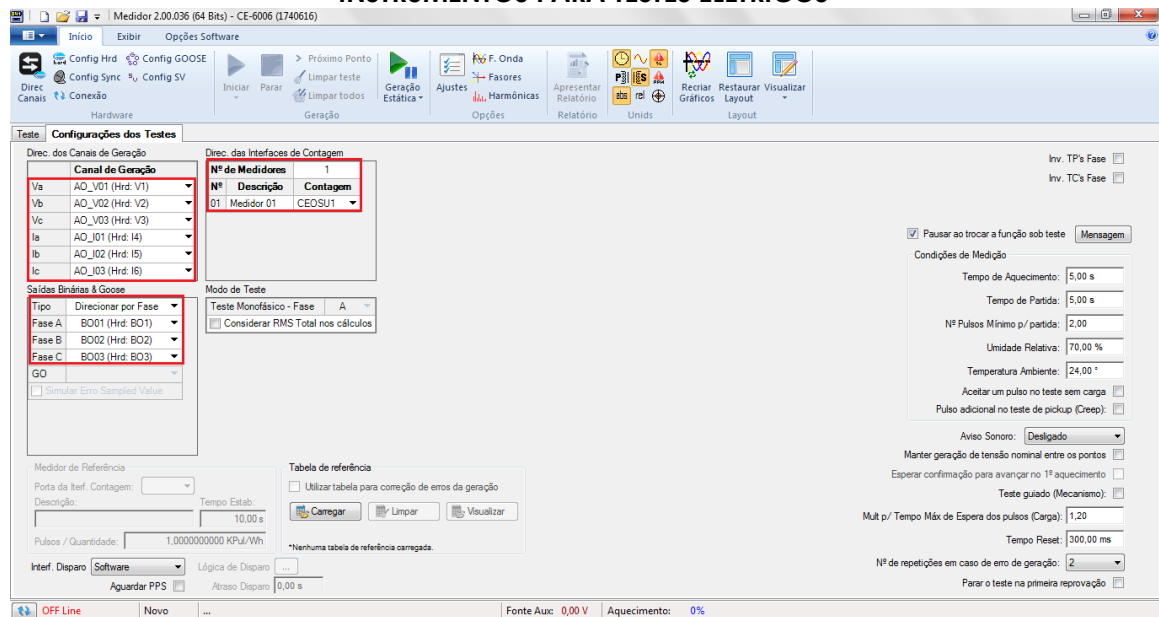 INSTRUMENTOS PARA TESTES ELÉTRICOS
Medidor 2.00.036 (64 Bits) - CE-6006 (1740616)
Início Exibir Opções Software
Direc Canais
Config Hrd Config GOOSE
Config Sync Config SV
Conexão
Hardware
Iniciar Parar
Próximo Ponto
Limpar teste
Limpar todos
Geração Estática
Geração
Ajustes
F. Onda
Fasores
Harmônicas
Opções
Apresentar Relatório
Relatório
abs rel
Unids
Recriar Gráficos
Restaurar Layout
Visualizar
Layout
Teste Configurações dos Testes
Direc. dos Canais de Geração
Canal de Geração
Va AO_V01 (Hrd: V1)
Vb AO_V02 (Hrd: V2)
Vc AO_V03 (Hrd: V3)
Ia AO_I01 (Hrd: I4)
Ib AO_I02 (Hrd: I5)
Ic AO_I03 (Hrd: I6)
Direc. das Interfaces de Contagem
Nº de Medidores 1
Nº Descrição Contagem
01 Medidor 01 CEOSU1
Saídas Binárias & Goose
Tipo Direcionar por Fase
Fase A BO01 (Hrd: BO1)
Fase B BO02 (Hrd: BO2)
Fase C BO03 (Hrd: BO3)
GO
Simular Erro Sampled Value
Modo de Teste
Teste Monofásico - Fase A
Considerar RMS Total nos cálculos
Medidor de Referência
Porta da Iterf. Contagem:
Descrição: Tempo Estab:
10,00 s
Pulsos / Quantidade: 1,0000000000 KPul/Wh
Tabela de referência
Utilizar tabela para correção de erros da geração
Carregar Limpar Visualizar
*Nenhuma tabela de referência carregada.
Interf. Disparo Software Lógica de Disparo ...
Aguardar PPS Atraso Disparo 0,00 s
Inv. TP's Fase
Inv. TC's Fase
Pausar ao trocar a função sob teste Mensagem
Condições de Medição
Tempo de Aquecimento: 5,00 s
Tempo de Partida: 5,00 s
Nº Pulsos Mínimo p/ partida: 2,00
Umidade Relativa: 70,00 %
Temperatura Ambiente: 24,00 °
Aceitar um pulso no teste sem carga
Pulso adicional no teste de pickup (Creep):
Aviso Sonoro: Desligado
Manter geração de tensão nominal entre os pontos
Esperar confirmação para avançar no 1º aquecimento
Teste guiado (Mecanismo):
Mult p/ Tempo Máx de Espera dos pulsos (Carga): 1,20
Tempo Reset: 300,00 ms
Nº de repetições em caso de erro de geração: 2
Parar o teste na primeira reprovação
OFF Line Novo ... Fonte Aux: 0,00 V Aquecimento: 0%